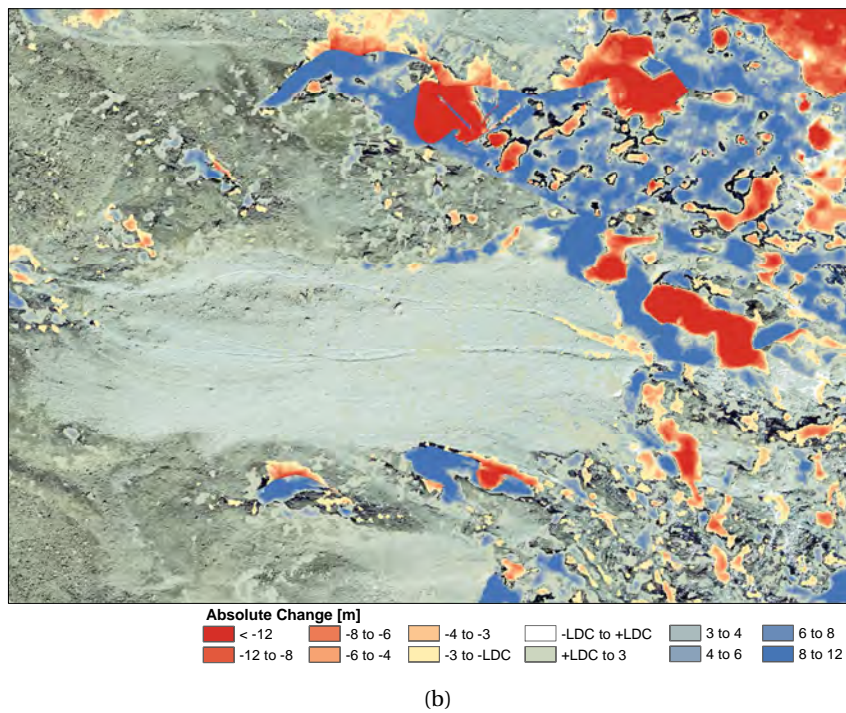 Absolute Change [m]
< -12 -8 to -6 -4 to -3 -LDC to +LDC 3 to 4 6 to 8
-12 to -8 -6 to -4 -3 to -LDC +LDC to 3 4 to 6 8 to 12
(b)